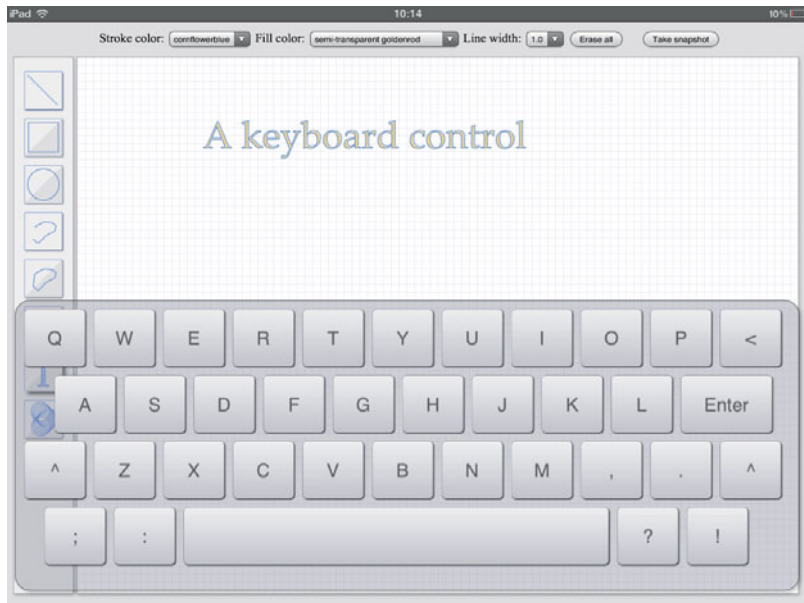 iPad 10:14 10%
Stroke color: cornflowerblue Fill color: semi-transparent goldenrod Line width: 1.0 Erase all Take snapshot
A keyboard control
Q W E R T Y U I O P <
A S D F G H J K L Enter
^ Z X C V B N M , . ^
; : ? !